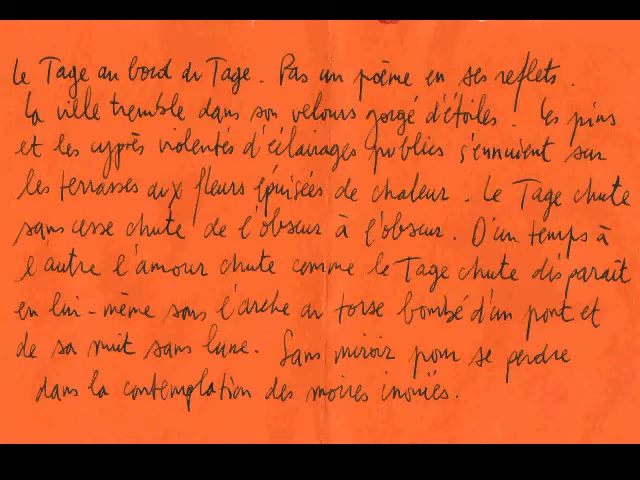 Le Tage au bord du Tage. Pas un poème en ses reflets.
La ville tremble dans son velours gorgé d'étoiles. Les pins
et les cyprès violentés d'éclairages publics s'ennuient sur
les terrasses aux fleurs épuisées de chaleur. Le Tage chute
sans cesse chute de l'obscur à l'obscur. D'un temps à
l'autre l'amour chute comme le Tage chute disparaît
en lui-même sous l'arche du torse bombé d'un pont et
de sa nuit sans lune. Sans miroir pour se perdre
dans la contemplation des moires inouïes.